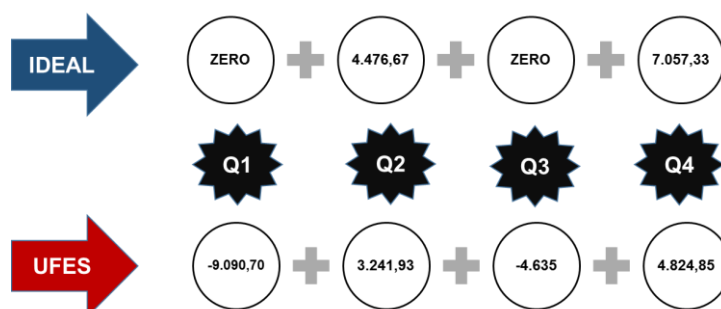 IDEAL
ZERO
4.476,67
ZERO
7.057,33
Q1
Q2
Q3
Q4
UFES
-9.090,70
3.241,93
-4.635
4.824,85